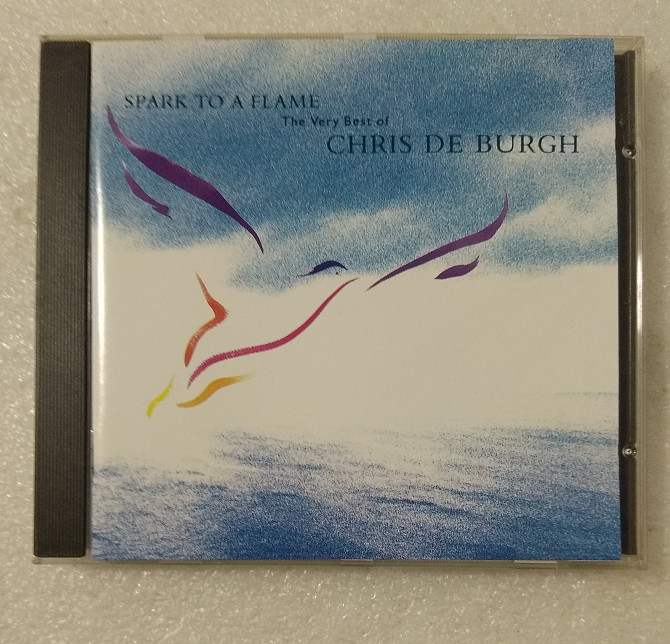 SPARK TO A FLAME
The Very Best of
CHRIS DE BURGH